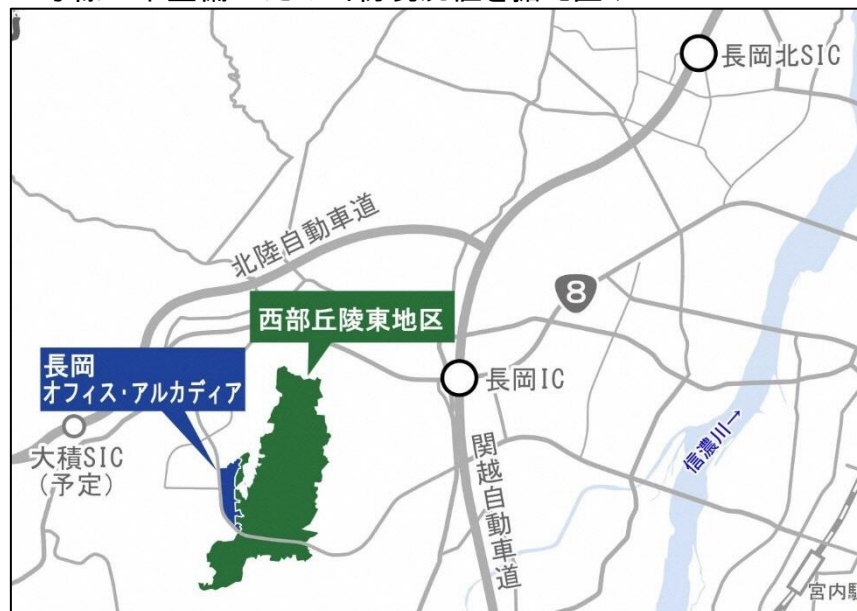 長岡北SIC
北陸自動車道
8
西部丘陵東地区
長岡
オフィス・アルカディア
長岡IC
大積SIC
(予定)
関越自動車道
信濃川→
宮内駅